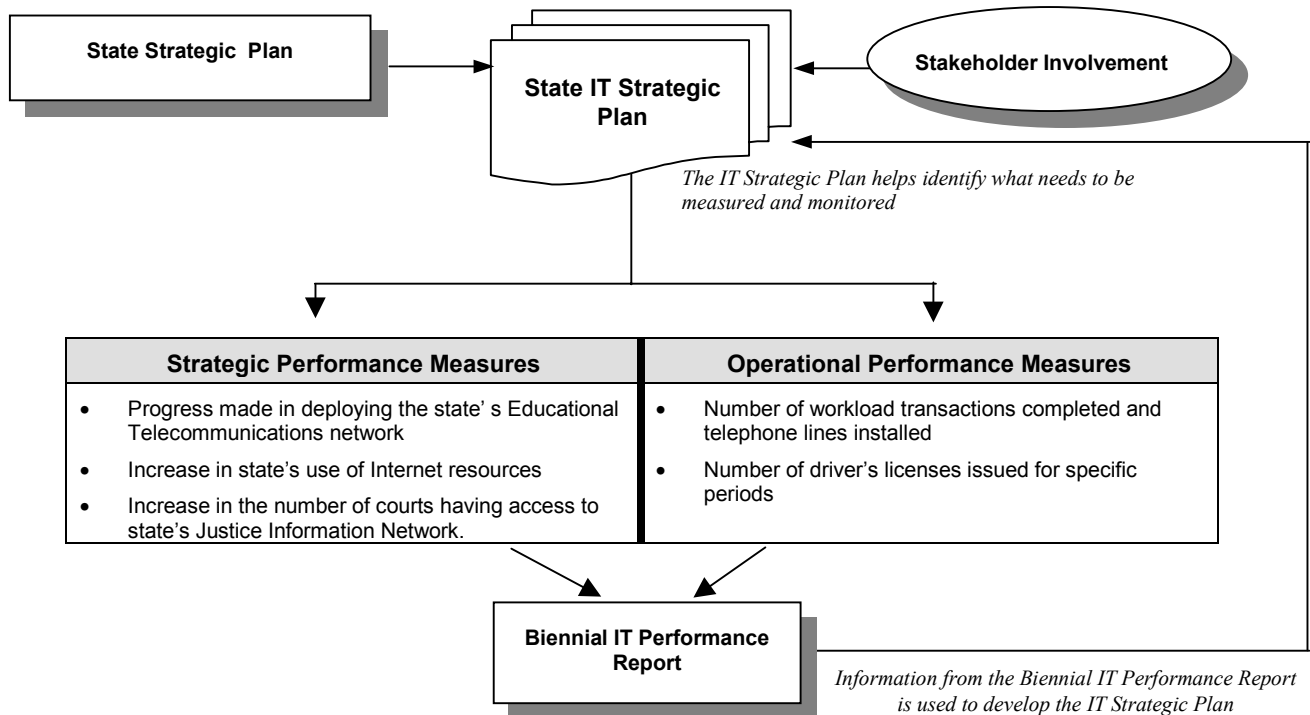 State Strategic Plan
State IT Strategic
Plan
Stakeholder Involvement
The IT Strategic Plan helps identify what needs to be
measured and monitored
Strategic Performance Measures
• Progress made in deploying the state' s Educational
Telecommunications network
• Increase in state's use of Internet resources
• Increase in the number of courts having access to
state's Justice Information Network.
Operational Performance Measures
• Number of workload transactions completed and
telephone lines installed
• Number of driver's licenses issued for specific
periods
Biennial IT Performance
Report
Information from the Biennial IT Performance Report
is used to develop the IT Strategic Plan